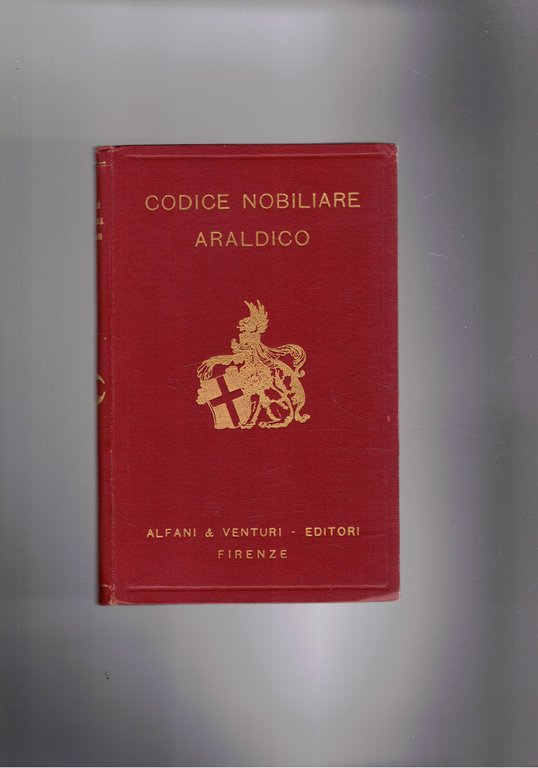 CODICE NOBILIARE
ARALDICO
ALFANI & VENTURI - EDITORI
FIRENZE